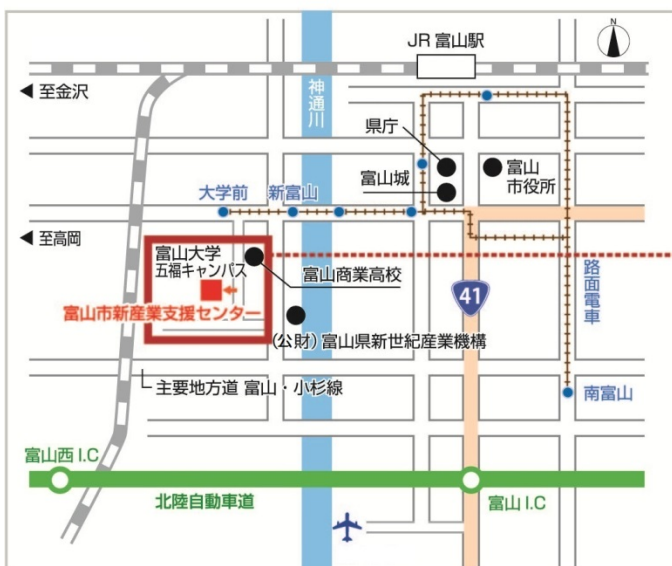 N
JR 富山駅
◀ 至金沢
神通川
県庁
富山城
富山
市役所
大学前
新富山
◀ 至高岡
富山大学
五福キャンパス
富山商業高校
路面電車
41
富山市新産業支援センター
(公財) 富山県新世紀産業機構
主要地方道 富山・小杉線
南富山
富山西 I.C
北陸自動車道
富山 I.C